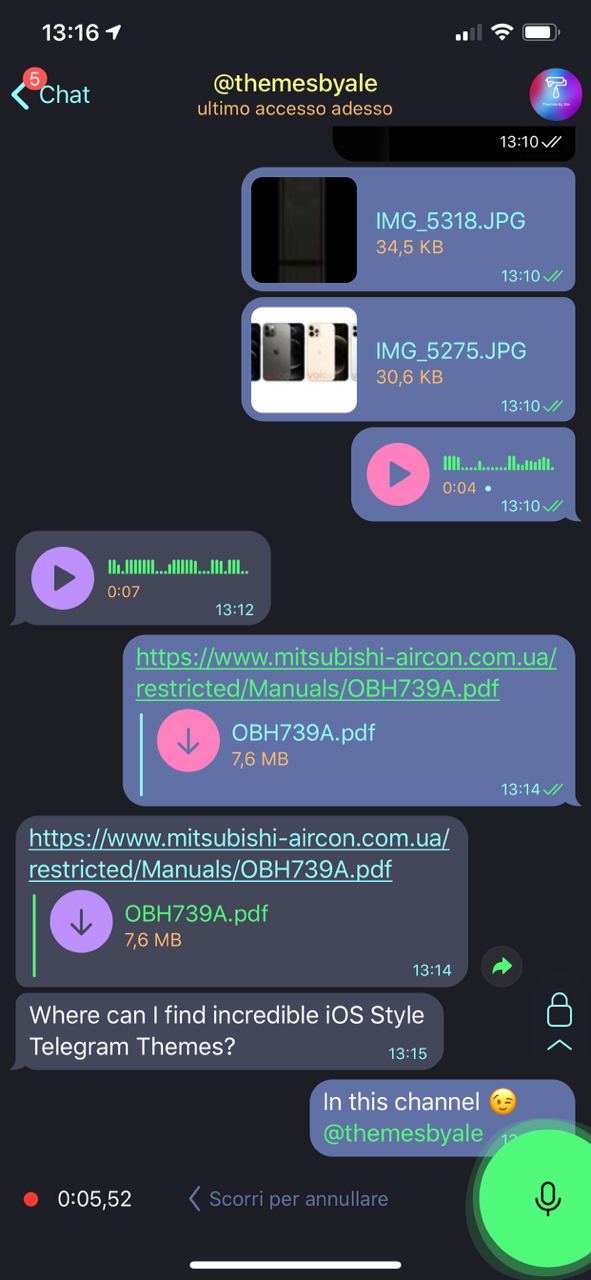 13:16
5
Chat
@themesbyale
ultimo accesso adesso
13:10
IMG_5318.JPG
34,5 KB
13:10
IMG_5275.JPG
30,6 KB
13:10
0:04
13:10
0:07
13:12
https://www.mitsubishi-aircon.com.ua/
restricted/Manuals/OBH739A.pdf
OBH739A.pdf
7,6 MB
13:14
https://www.mitsubishi-aircon.com.ua/
restricted/Manuals/OBH739A.pdf
OBH739A.pdf
7,6 MB
13:14
Where can I find incredible iOS Style
Telegram Themes?
13:15
In this channel 😉
@themesbyale
0:05,52
Scorri per annullare